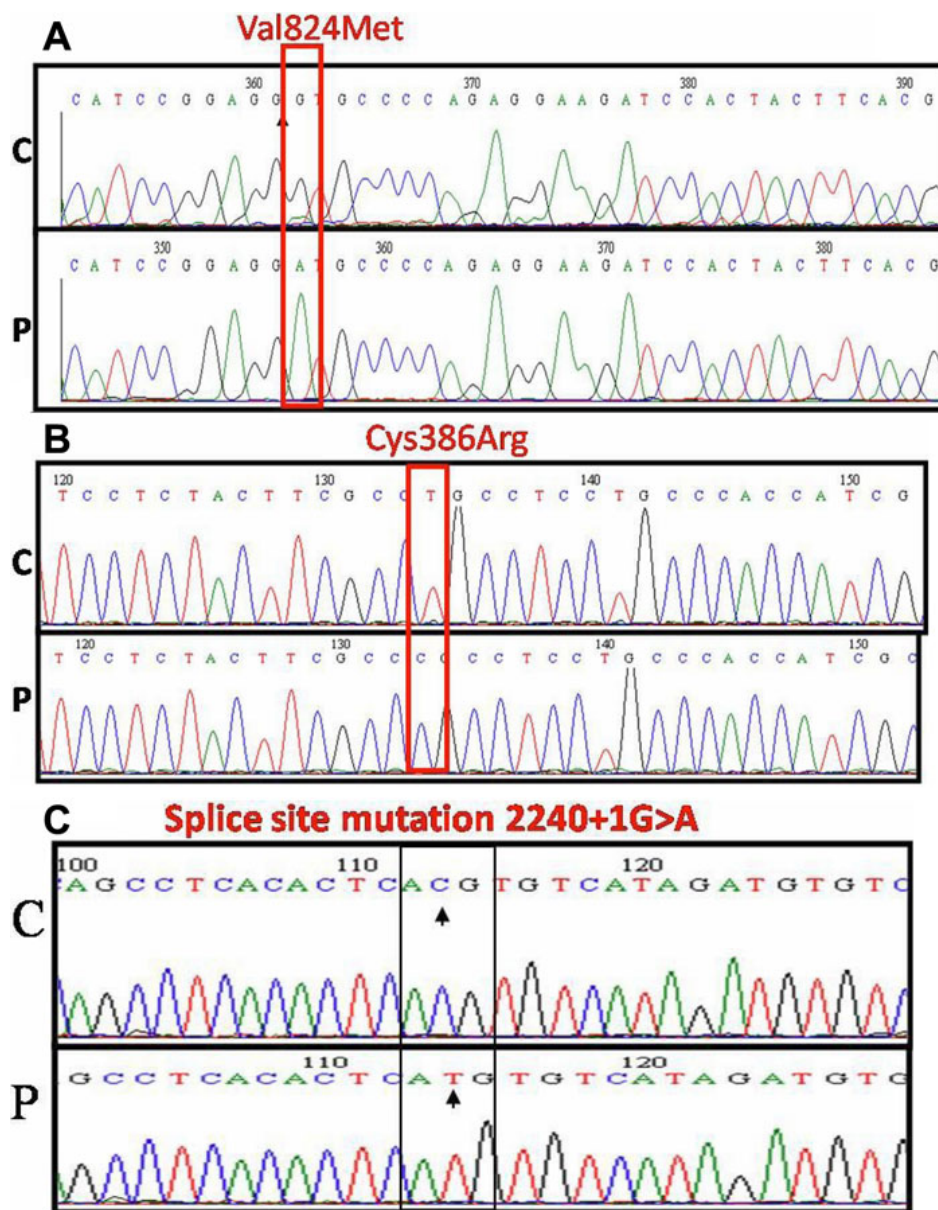 A
Val824Met
360 370 380 390
C A T C C G G A G G G T G C C C C A G A G G A A G A T C C A C T A C T T C A C G
C
350 360 370 380
C A T C C G G A G G A T G C C C C A G A G G A A G A T C C A C T A C T T C A C G
P
B
Cys386Arg
120 130 140 150
T C C T C T A C T T C G C C T G C C T C C T G C C C A C C A T C G
C
120 130 140 150
T C C T C T A C T T C G C C C G C C T C C T G C C C A C C A T C G C
P
C
Splice site mutation 2240+1G>A
100 110 120
A G C C T C A C A C T C A C G T G T C A T A G A T G T G T C
C
110 120
G C C T C A C A C T C A T G T G T C A T A G A T G T G
P